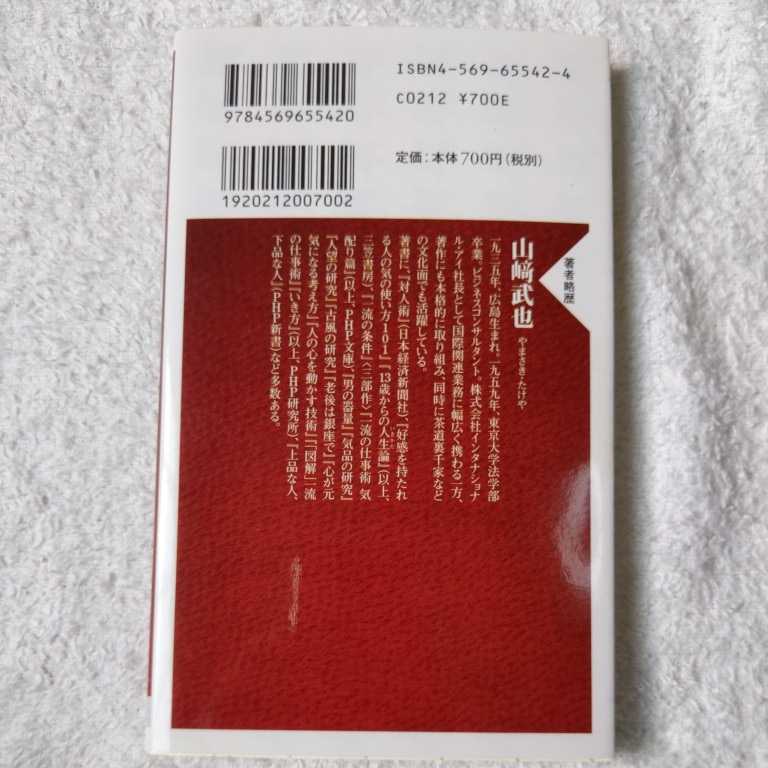 ISBN4-569-65542-4
C0212 ¥700E
定価:本体700円(税別)
9784569655420
1920212007002
著者略歴
山﨑武也 やまさき・たけや
一九三五年、広島生まれ。一九五九年、東京大学法学部
卒業。ビジネスコンサルタント・株式会社インタナショナ
ル・アイ社長として国際関連業務に幅広く携わる一方、
著作にも本格的に取り組み、同時に茶道裏千家など
の文化面でも活躍している。
著書に、『対人術』(日本経済新聞社)、『好感を持たれ
る人の気の使い方101』『13歳からの人生論』(以上、
三笠書房)、『一流の条件』〈三部作〉『一流の仕事術 気
配り篇』(以上、PHP文庫)、『男の器量』『気品の研究』
『人望の研究』『古風の研究』『老後は銀座で』『心が元
気になる考え方』『人の心を動かす技術』『[図解]一流
の仕事術』『いき方』(以上、PHP研究所)、『上品な人、
下品な人』(PHP新書)など多数ある。